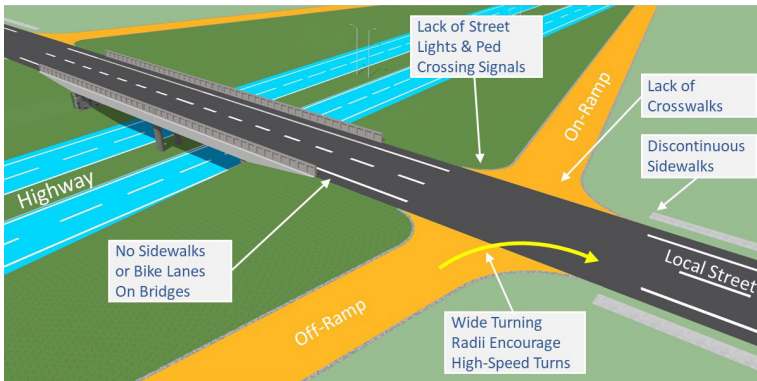 Lack of Street
Lights & Ped
Crossing Signals
On-Ramp
Lack of
Crosswalks
Discontinuous
Sidewalks
Highway
No Sidewalks
or Bike Lanes
On Bridges
Local Street
Off-Ramp
Wide Turning
Radii Encourage
High-Speed Turns